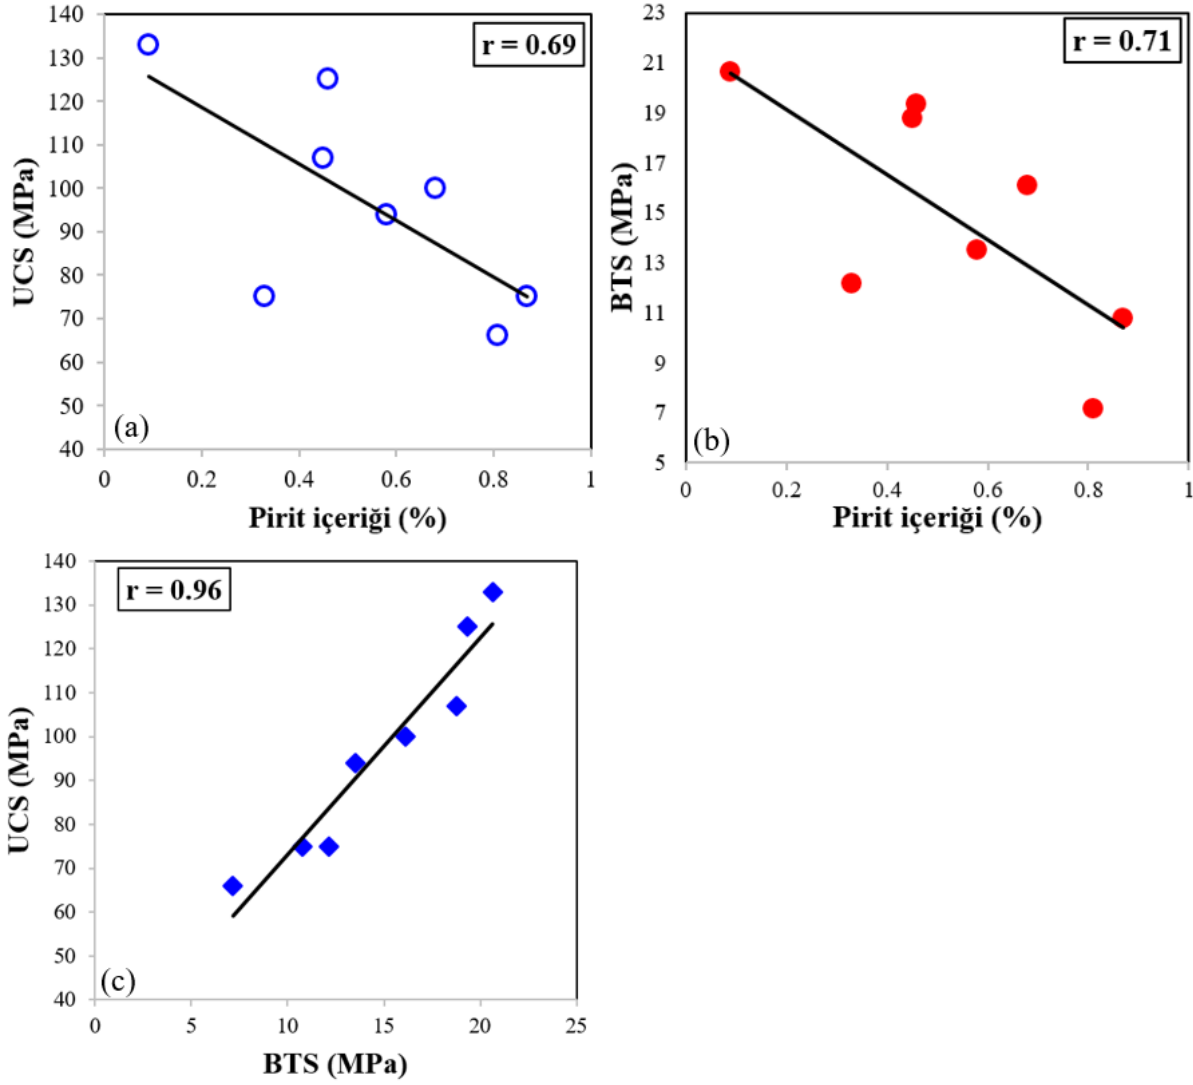 r = 0.69
140
130
120
110
100
90
80
70
60
50
40
UCS (MPa)
(a)
0 0.2 0.4 0.6 0.8 1
Pirit içeriği (%)
r = 0.71
23
21
19
17
15
13
11
9
7
5
BTS (MPa)
(b)
0 0.2 0.4 0.6 0.8 1
Pirit içeriği (%)
r = 0.96
140
130
120
110
100
90
80
70
60
50
40
UCS (MPa)
(c)
0 5 10 15 20 25
BTS (MPa)